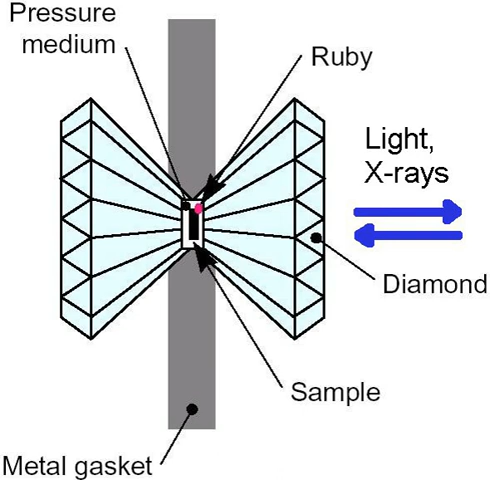 Pressure
medium
Ruby
Light,
X-rays
Diamond
Sample
Metal gasket